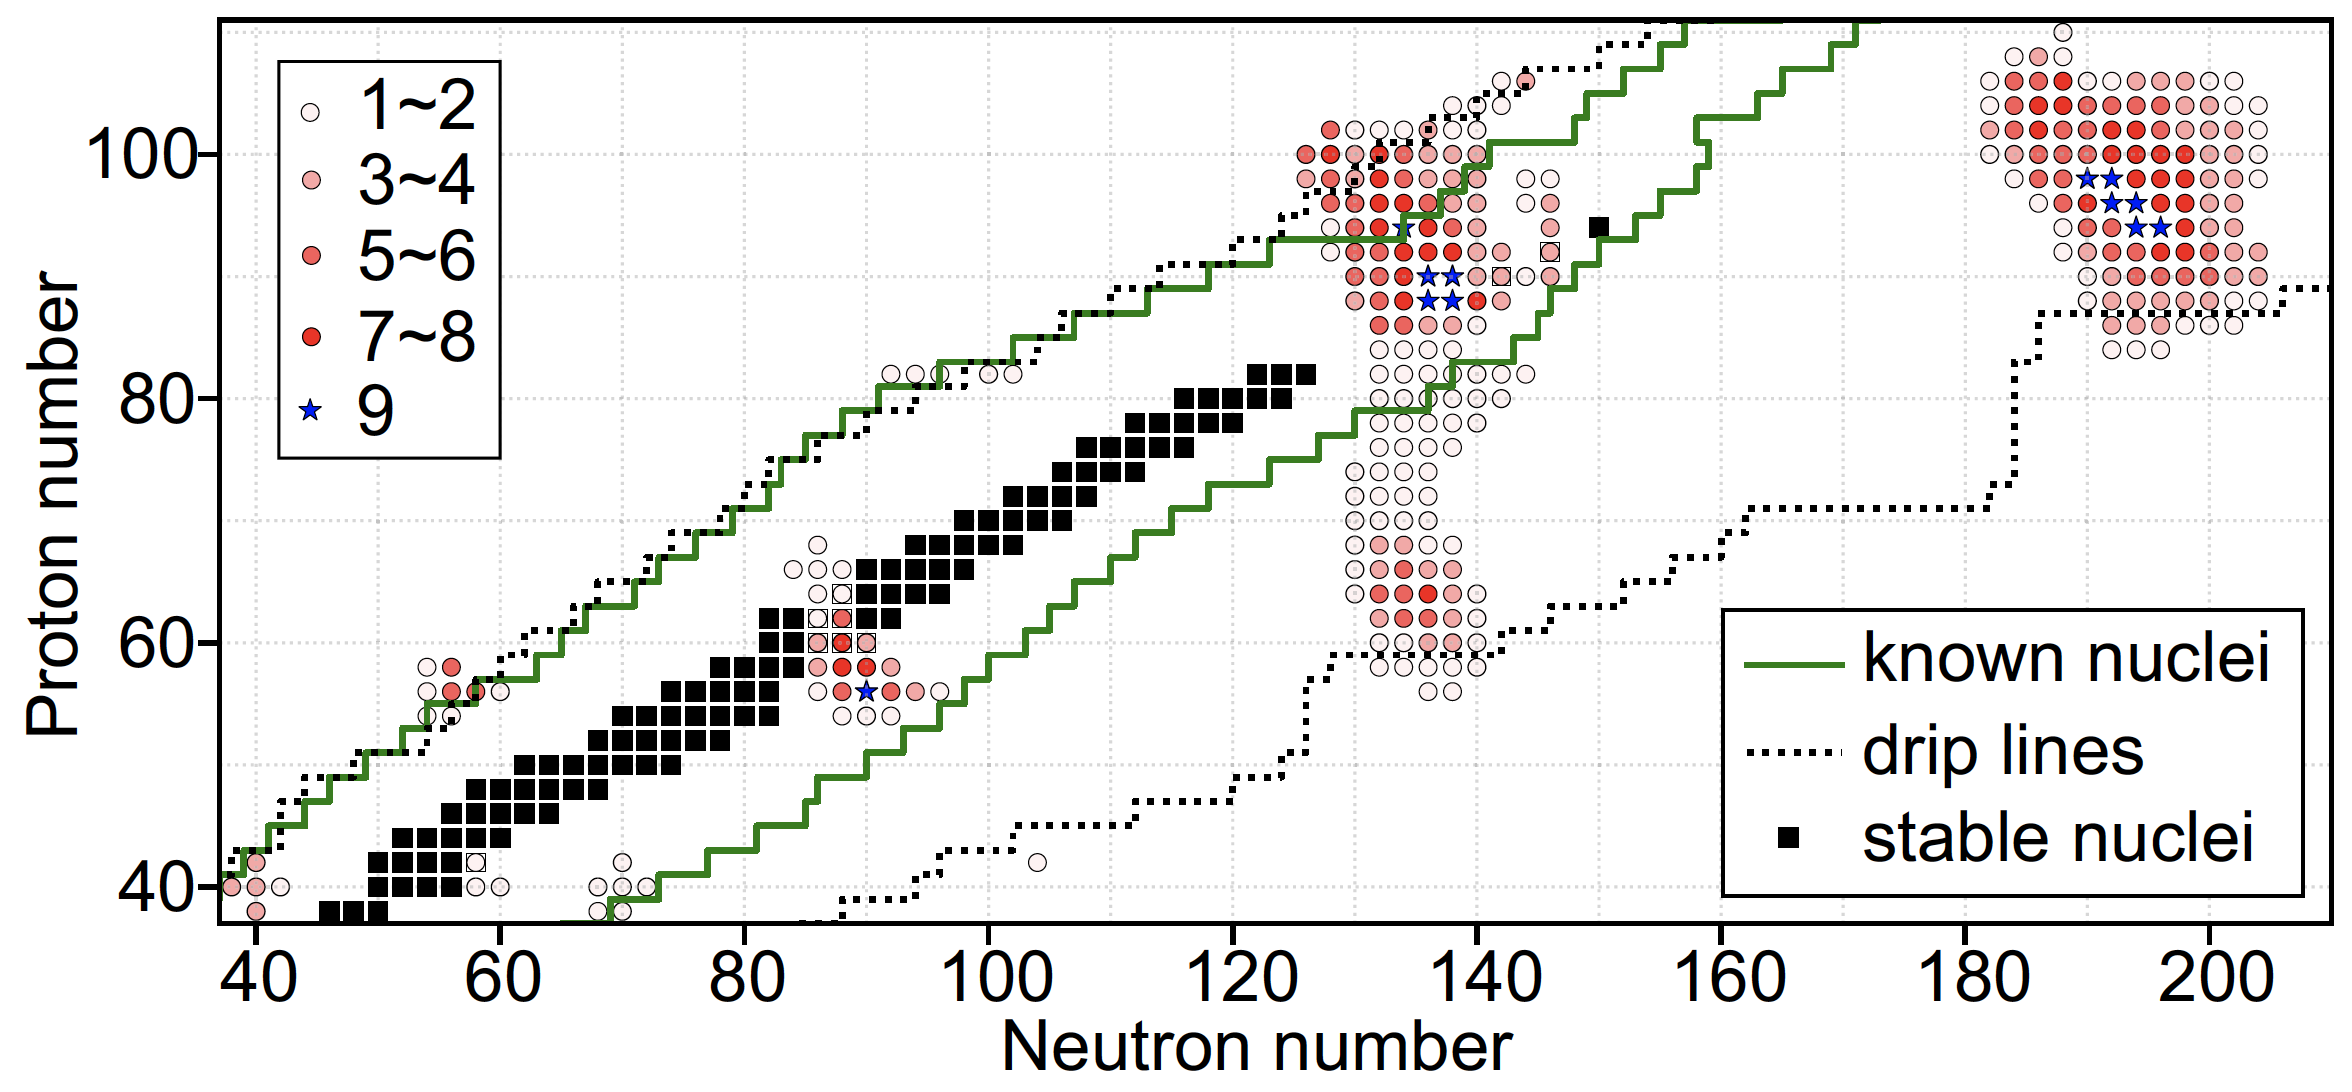 1~2
3~4
5~6
7~8
9
100
80
60
40
Proton number
known nuclei
drip lines
stable nuclei
40 60 80 100 120 140 160 180 200
Neutron number